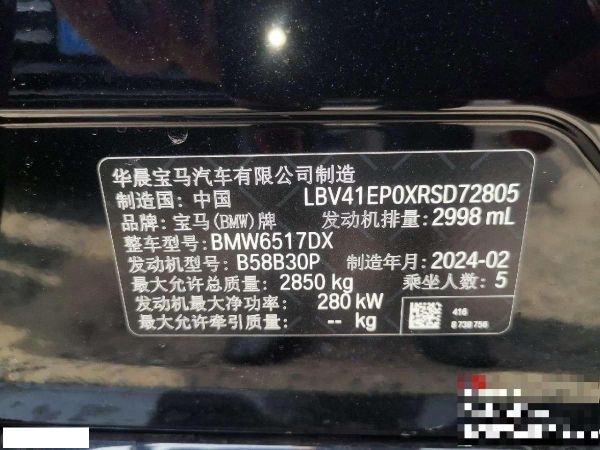 华晨宝马汽车有限公司制造
制造国: 中国 LBV41EP0XRSD72805
品牌: 宝马(BMW)牌 发动机排量: 2998 mL
整车型号: BMW6517DX
发动机型号: B58B30P 制造年月: 2024-02
最大允许总质量: 2850 kg 乘坐人数: 5
发动机最大净功率: 280 kW
最大允许牵引质量: -- kg
416
8 738 756